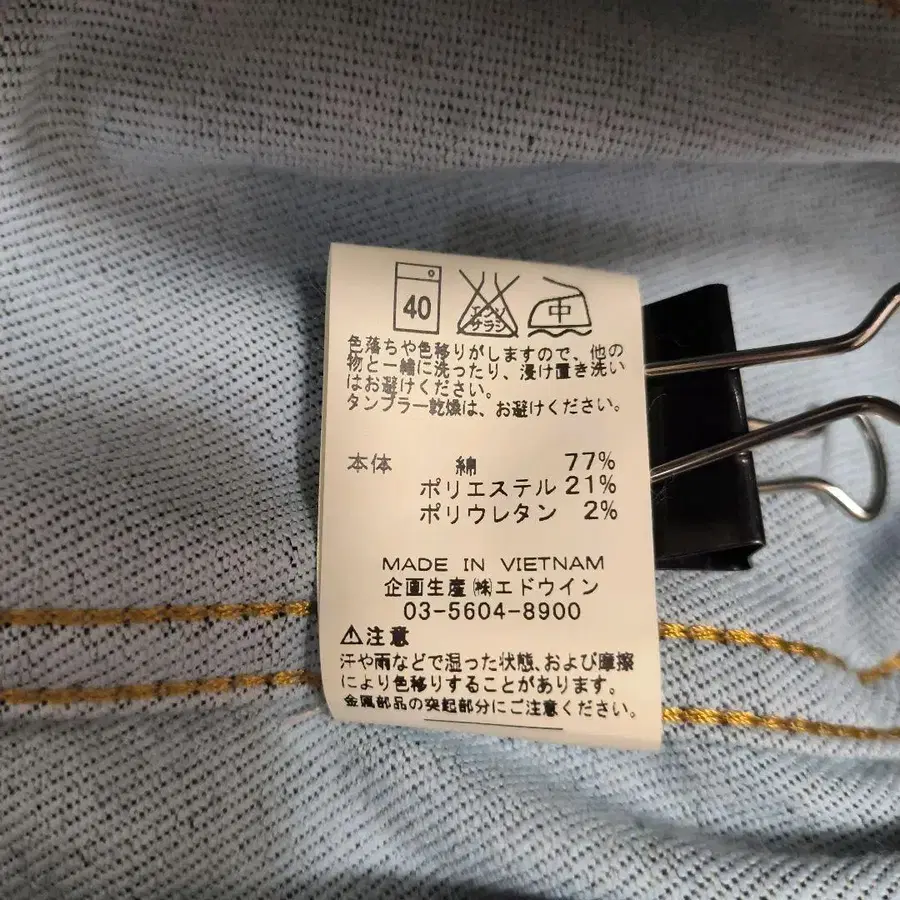 40
エンソ
サラシ
中
色落ちや色移りがしますので、他の
物と一緒に洗ったり、浸け置き洗い
はお避けください。
タンブラー乾燥は、お避けください。
本体 綿 77%
ポリエステル 21%
ポリウレタン 2%
MADE IN VIETNAM
企画生産 ㈱エドウイン
03-5604-8900
⚠注意
汗や雨などで湿った状態、および摩擦
により色移りすることがあります。
金属部品の突起部分にご注意ください。